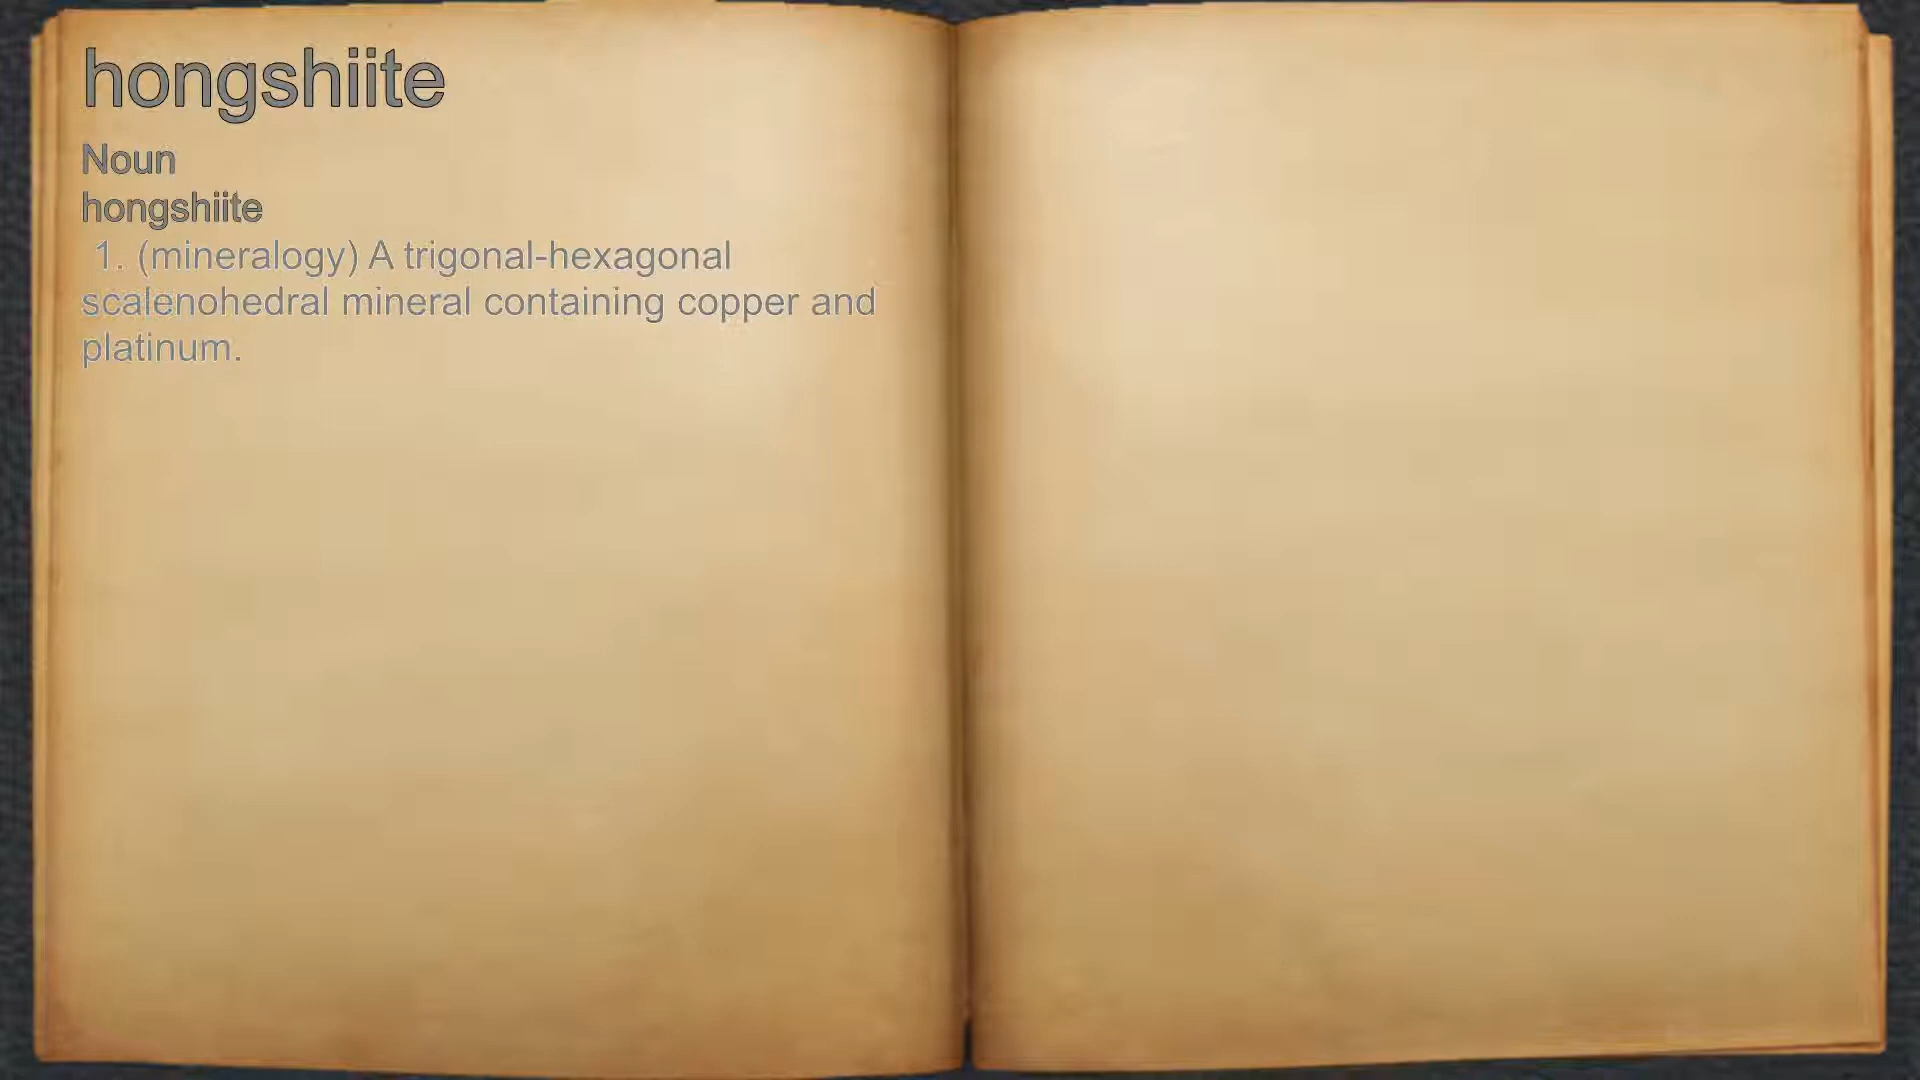 hongshiite
Noun
hongshiite
1. (mineralogy) A trigonal-hexagonal
scalenohedral mineral containing copper and
platinum.